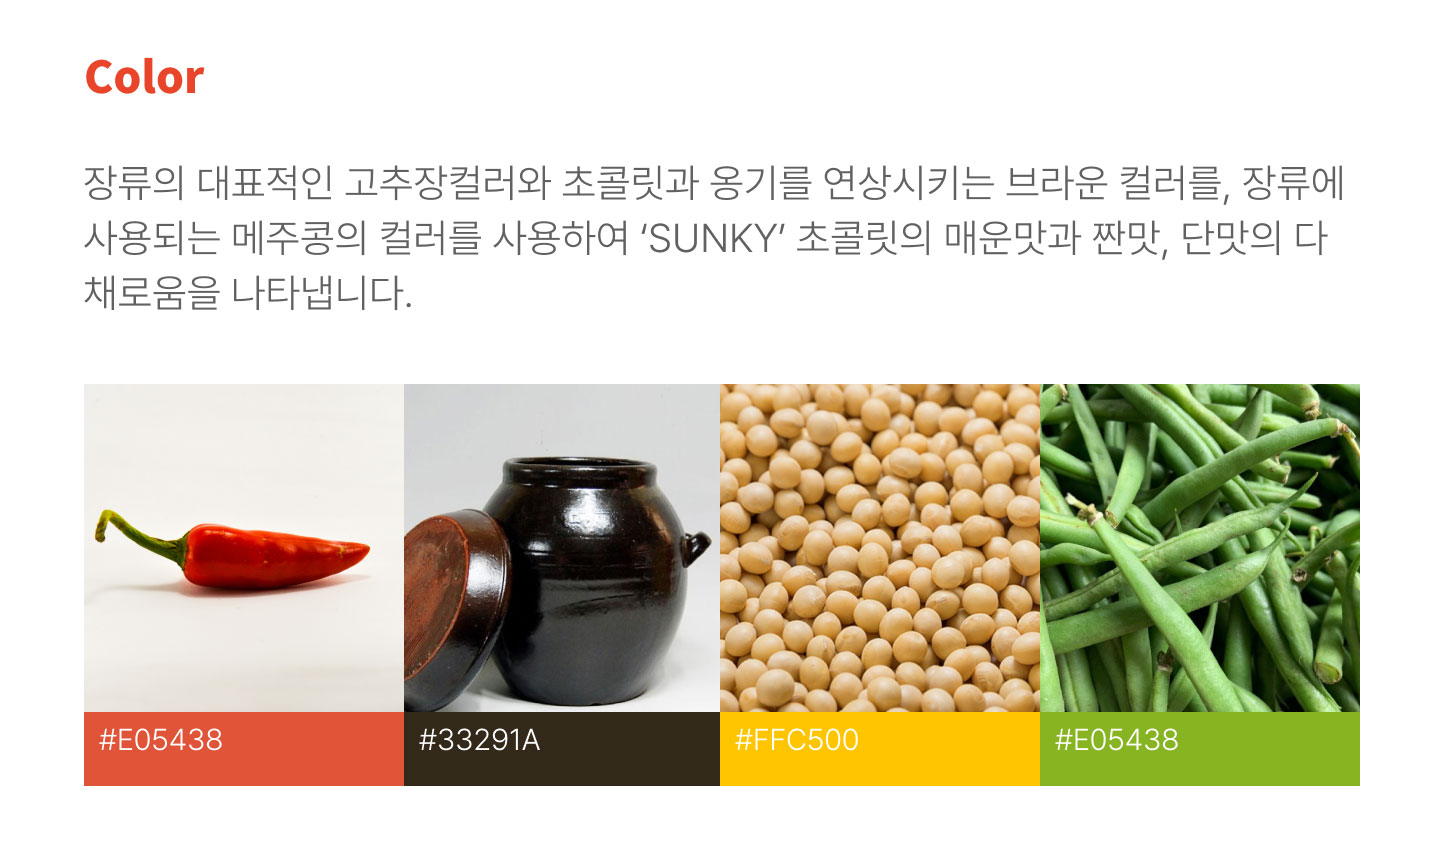 Color
장류의 대표적인 고추장컬러와 초콜릿과 옹기를 연상시키는 브라운 컬러를, 장류에
사용되는 메주콩의 컬러를 사용하여 ‘SUNKY’ 초콜릿의 매운맛과 짠맛, 단맛의 다
채로움을 나타냅니다.
#E05438
#33291A
#FFC500
#E05438